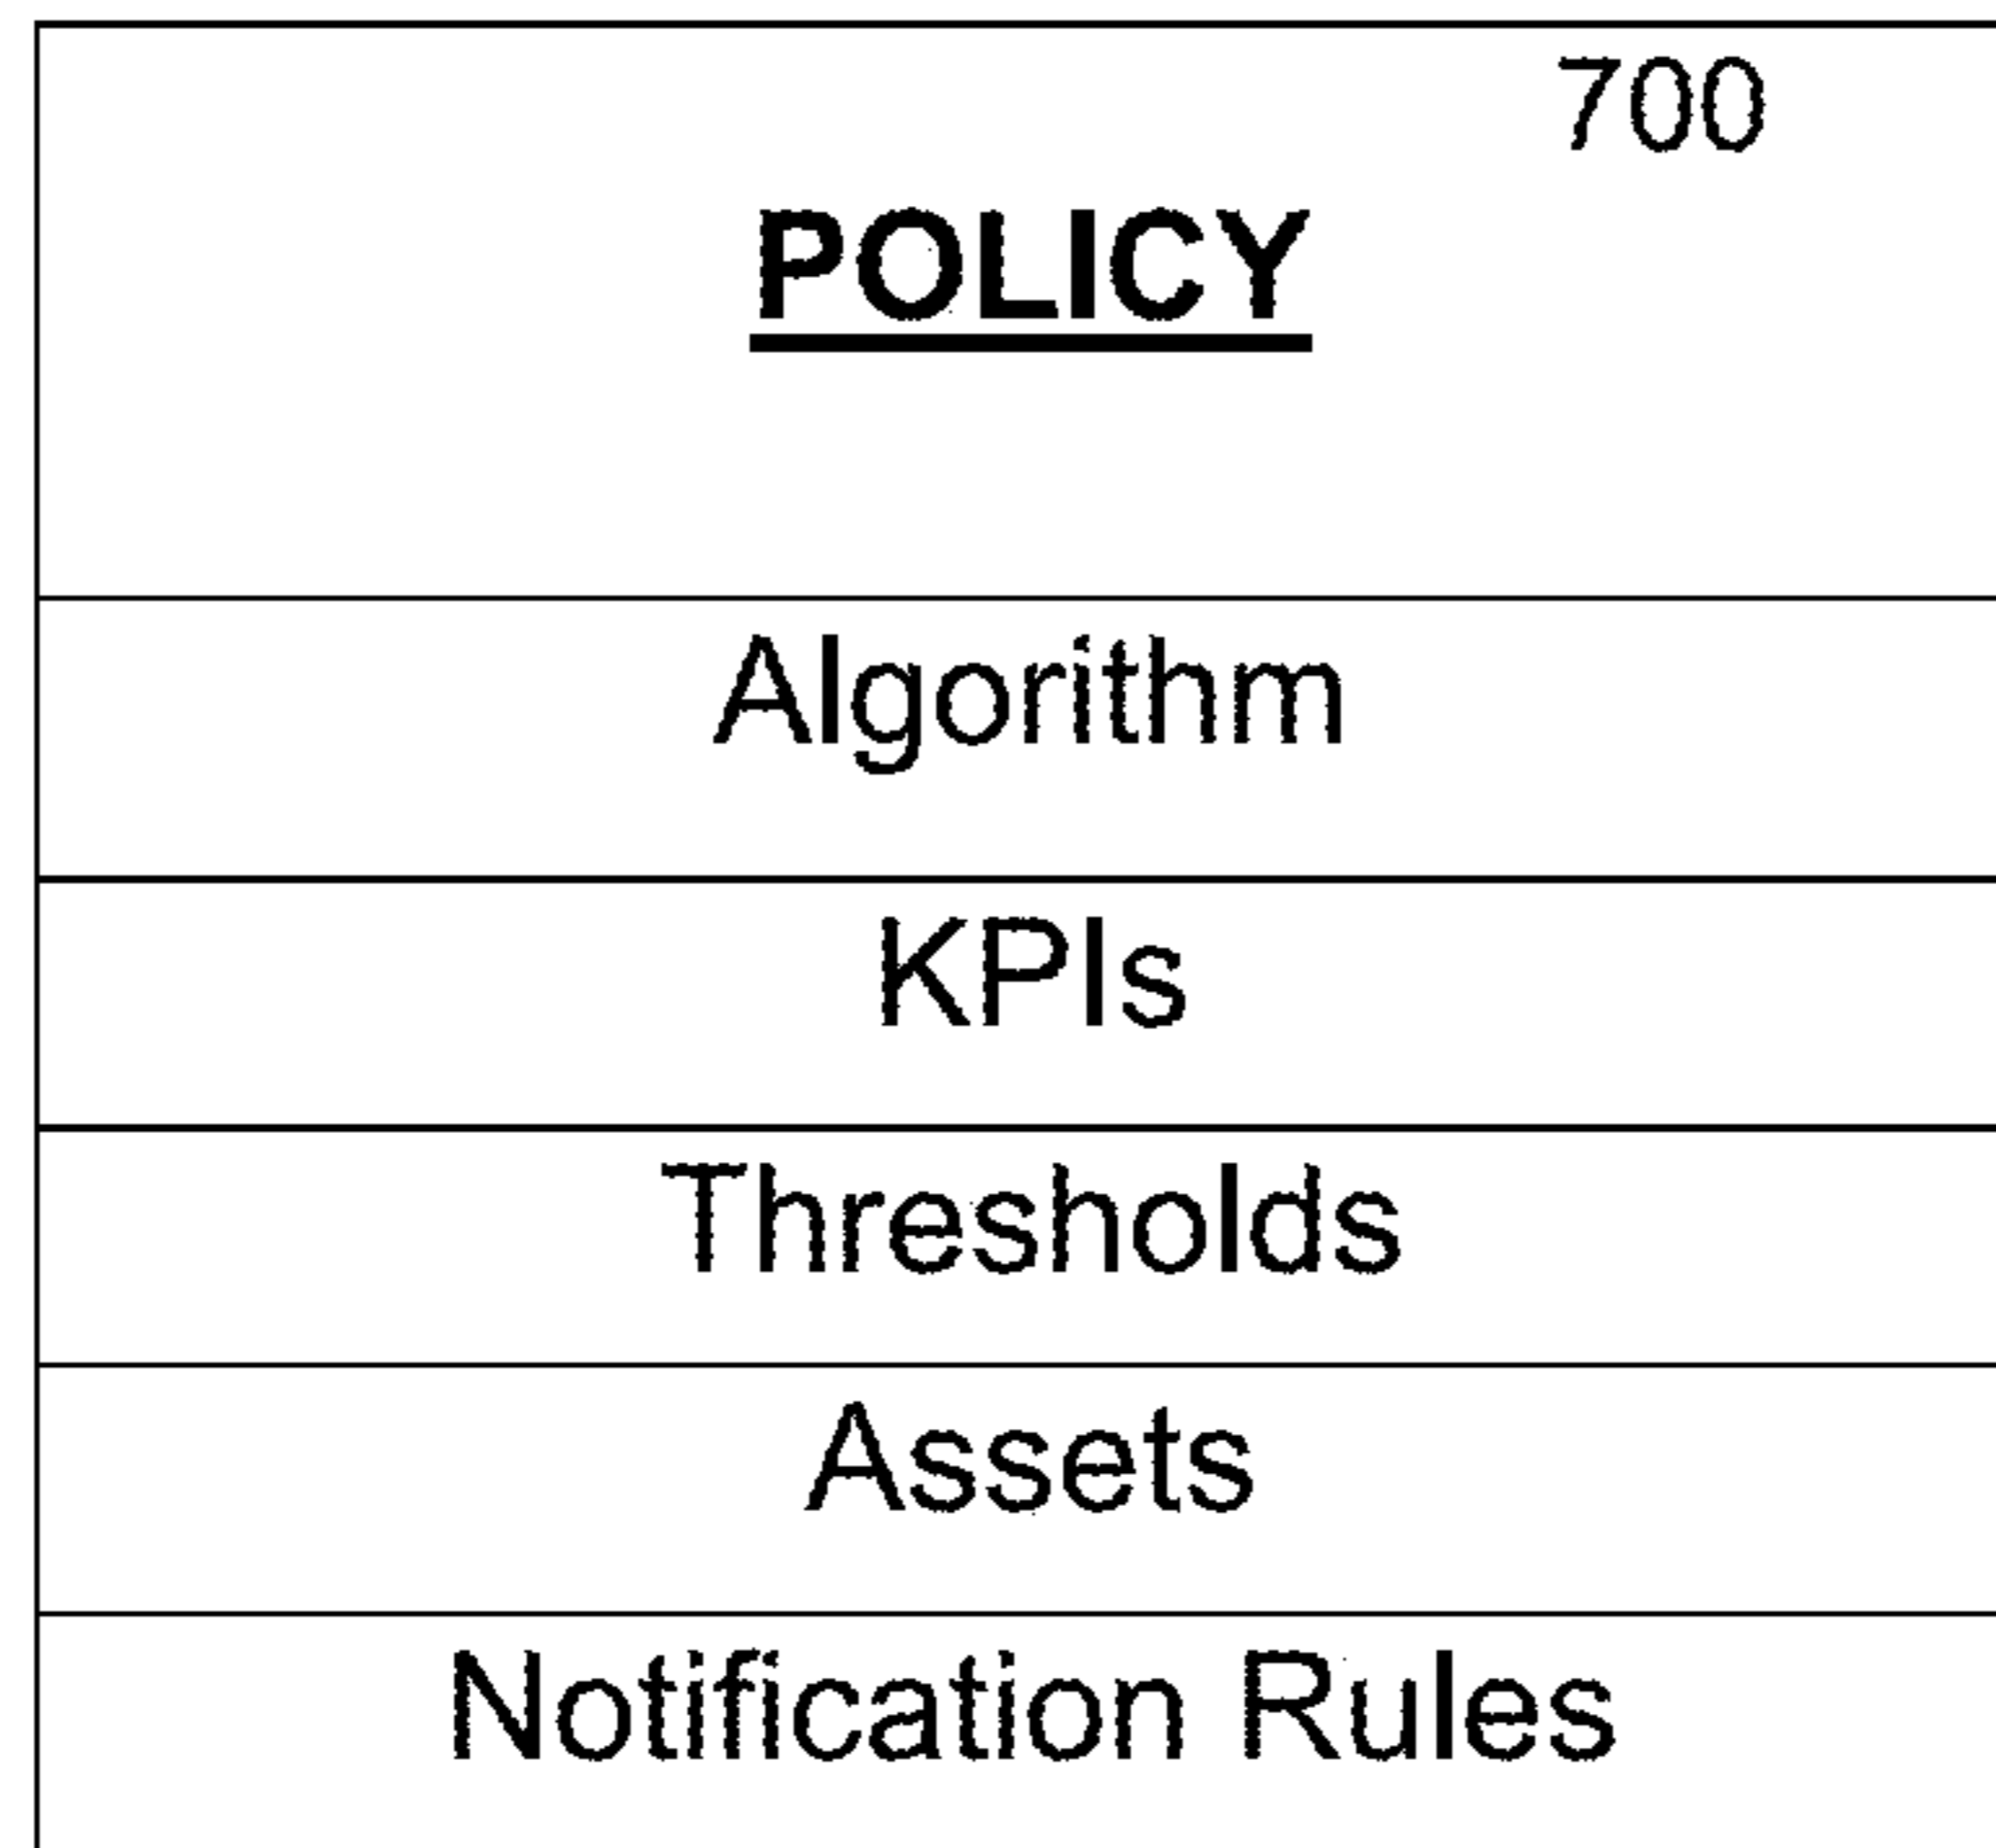 700
POLICY
Algorithm
KPIs
Thresholds
Assets
Notification Rules